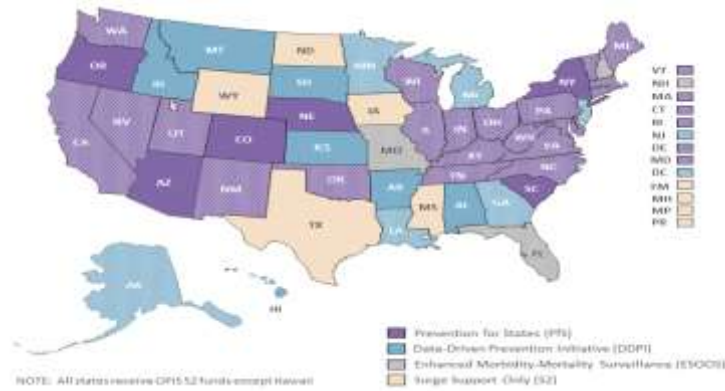 WA
MT
ND
MN
ME
OR
ID
SD
WI
MI
NY
WY
IA
PA
NE
NV
UT
IL
IN
OH
CA
CO
KS
MO
WV
VA
KY
NC
TN
AZ
NM
OK
AR
SC
MS
AL
GA
TX
LA
FL
AK
HI
VT
NH
MA
CT
RI
NJ
DE
MD
DC
FM
MH
MP
PR
Prevention for States (PfS)
Data-Driven Prevention Initiative (DDPI)
Enhanced Morbidity-Mortality Surveillance (ESOOS)
Surge Support Only (S2)
NOTE: All states receive OPIS S2 funds except Hawaii